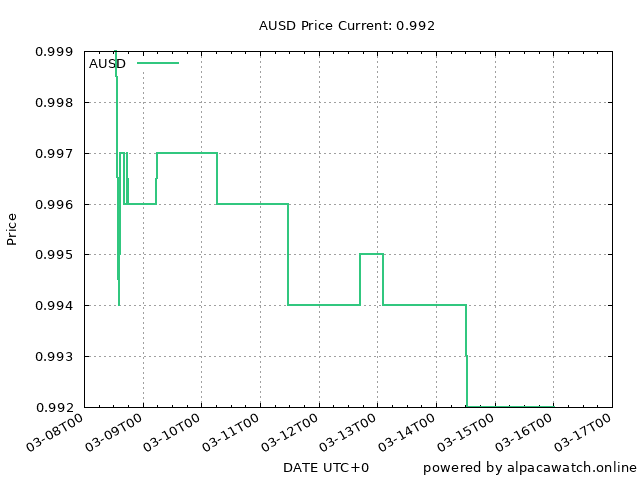 AUSD Price Current: 0.992
0.999
AUSD
0.998
0.997
0.996
Price
0.995
0.994
0.993
0.992
03-08T00
03-09T00
03-10T00
03-11T00
03-12T00
03-13T00
03-14T00
03-15T00
03-16T00
03-17T00
DATE UTC+0
powered by alpacawatch.online